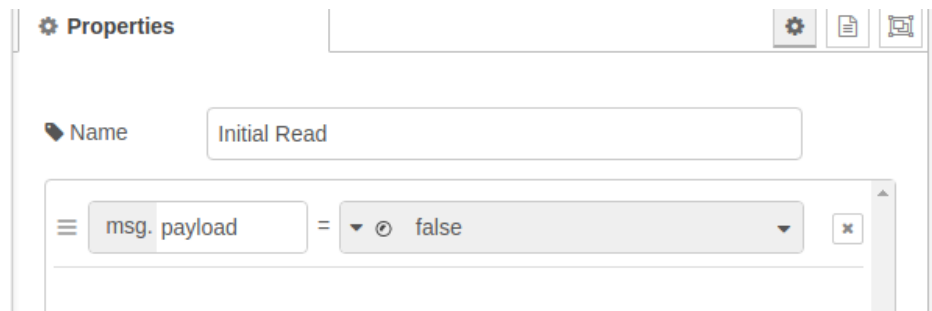 Properties
Name
Initial Read
msg. payload = false